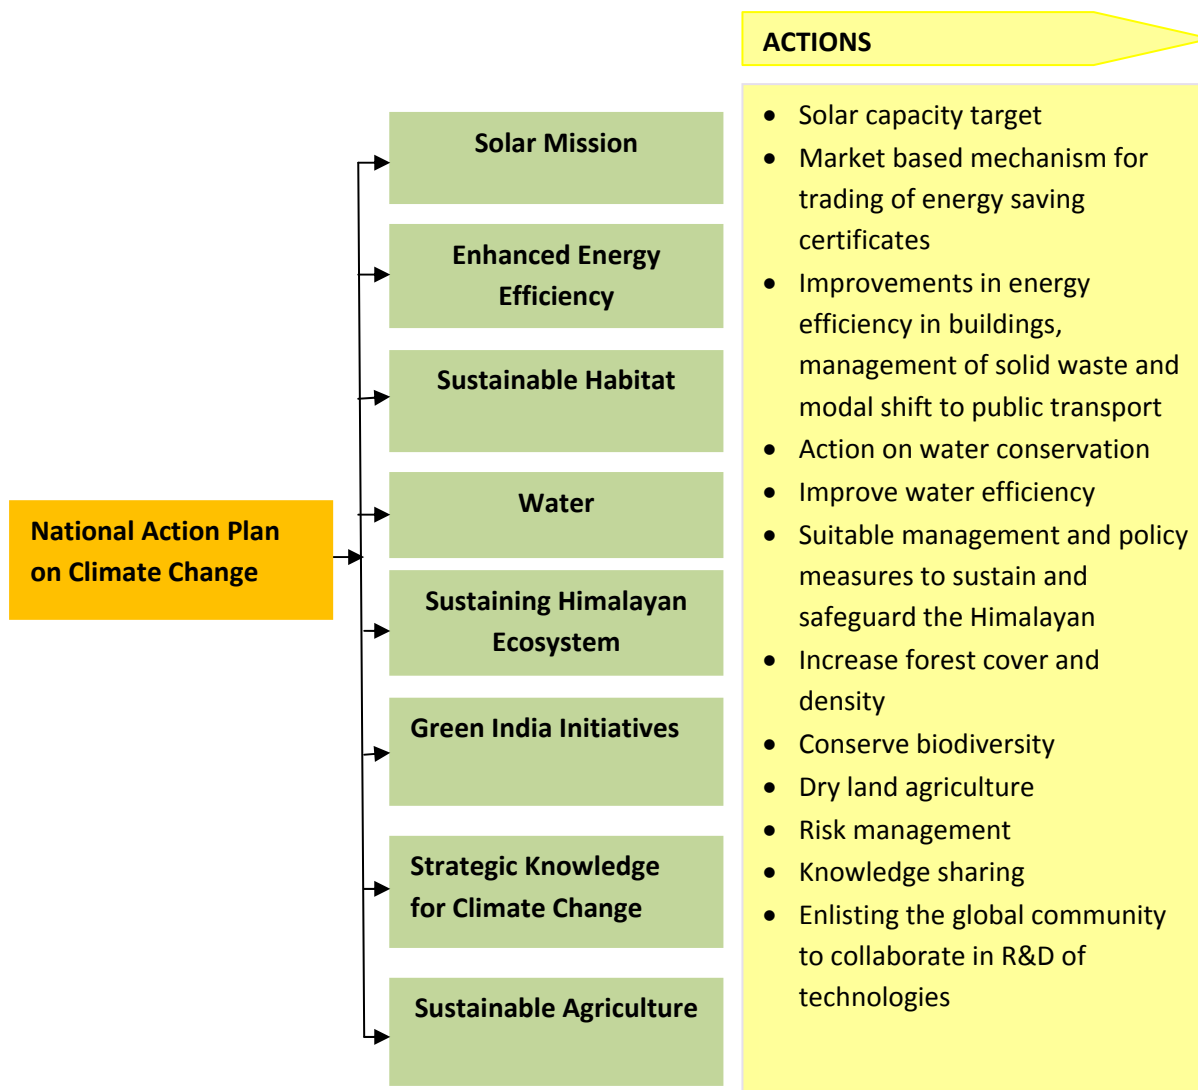 ACTIONS
Solar Mission
Enhanced Energy
Efficiency
Sustainable Habitat
Water
National Action Plan
on Climate Change
Sustaining Himalayan
Ecosystem
Green India Initiatives
Strategic Knowledge
for Climate Change
Sustainable Agriculture
• Solar capacity target
• Market based mechanism for
trading of energy saving
certificates
• Improvements in energy
efficiency in buildings,
management of solid waste and
modal shift to public transport
• Action on water conservation
• Improve water efficiency
• Suitable management and policy
measures to sustain and
safeguard the Himalayan
• Increase forest cover and
density
• Conserve biodiversity
• Dry land agriculture
• Risk management
• Knowledge sharing
• Enlisting the global community
to collaborate in R&D of
technologies